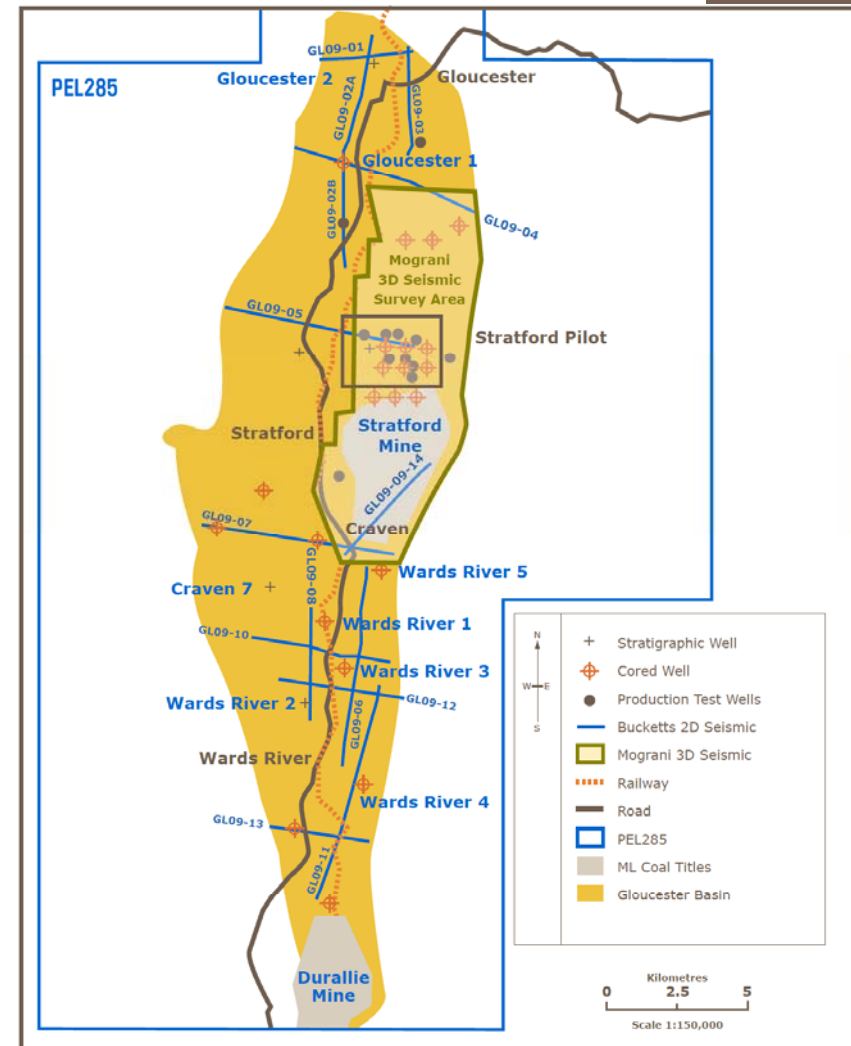 GL09-01
Gloucester 2
PEL285
Gloucester
GL09-02A
GL09-03
Gloucester 1
GL09-02B
GL09-04
Mograni
3D Seismic
Survey Area
GL09-05
Stratford Pilot
Stratford
Stratford
Mine
GL09-09-14
GL09-07
Craven
GL09-08
Wards River 5
Craven 7
Wards River 1
GL09-10
Wards River 3
Wards River 2
GL09-12
GL09-06
Wards River
Wards River 4
GL09-13
GL09-11
Durallie
Mine
N
W
E
S
Stratigraphic Well
Cored Well
Production Test Wells
Bucketts 2D Seismic
Mograni 3D Seismic
Railway
Road
PEL285
ML Coal Titles
Gloucester Basin
Kilometres
0 2.5 5
Scale 1:150,000